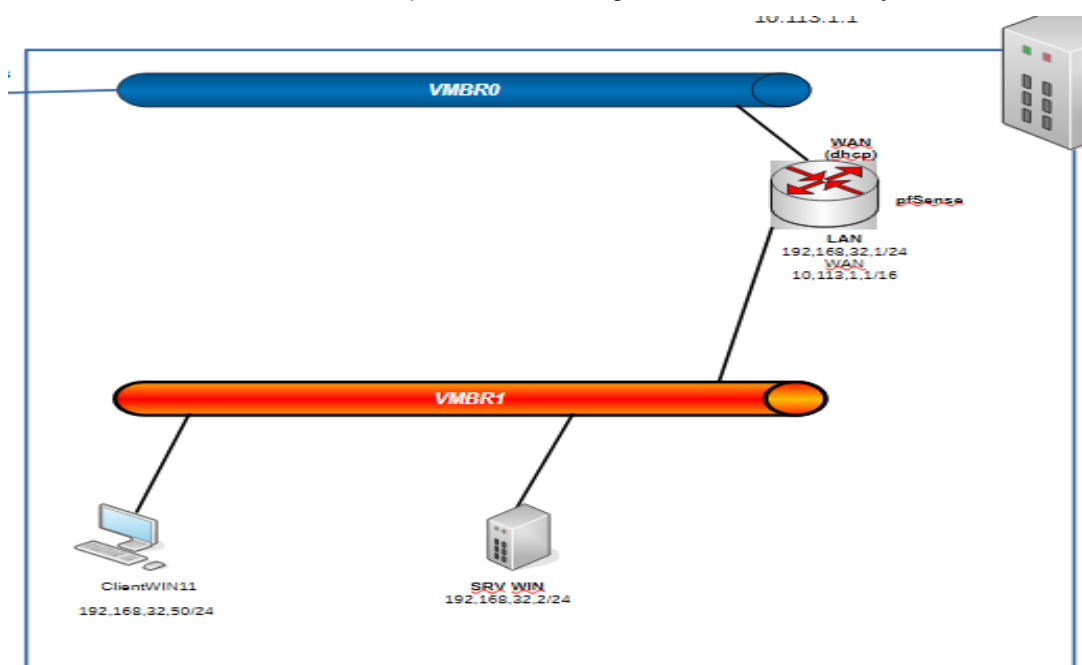 10.113.1.1
VMBR0
WAN
(dhcp)
pfSense
LAN
192,168,32,1/24
WAN
10,113,1,1/16
VMBR1
ClientWIN11
192,168,32,50/24
SRV WIN
192,168,32,2/24